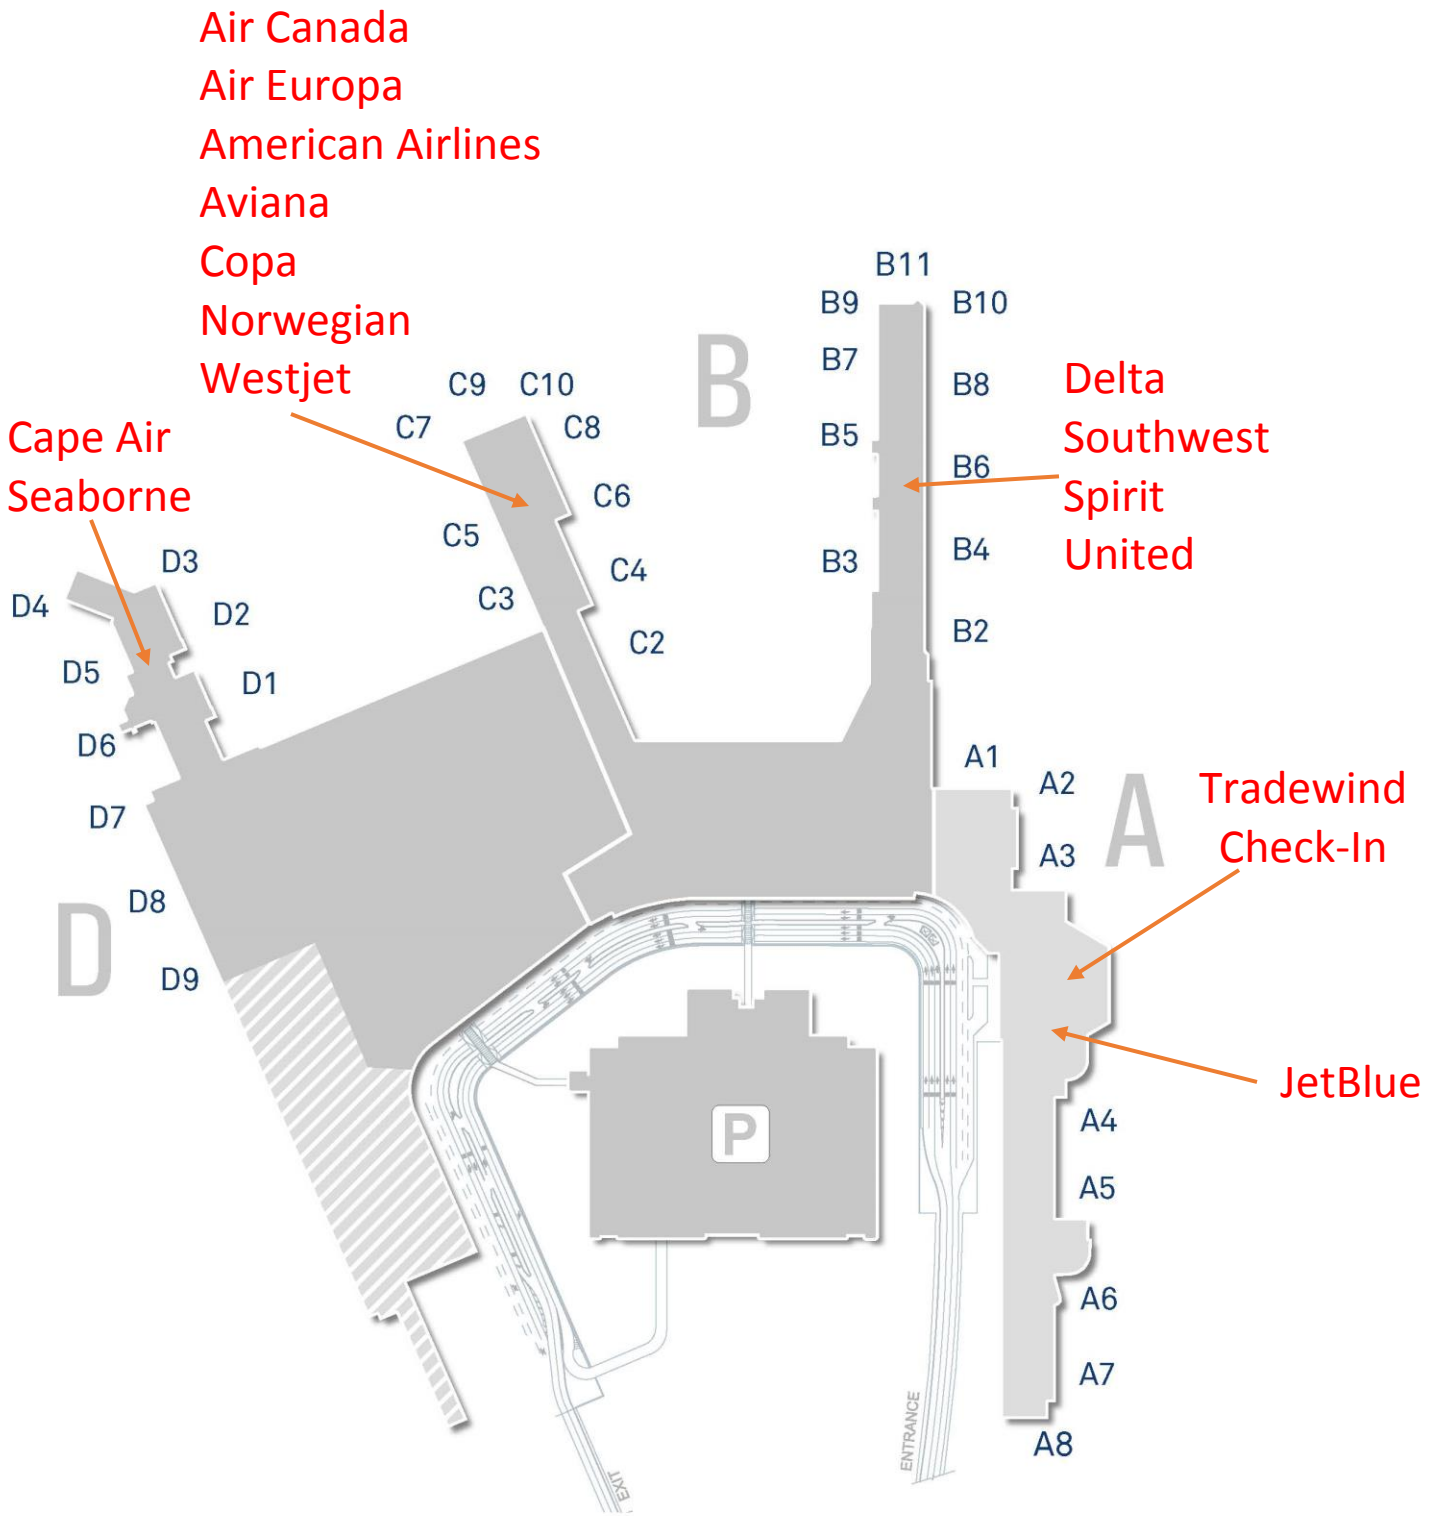 Air Canada
Air Europa
American Airlines
Aviana
Copa
Norwegian
Westjet
Cape Air
Seaborne
Delta
Southwest
Spirit
United
Tradewind
Check-In
JetBlue
B11
B9
B10
B7
B8
B5
B6
B3
B4
B2
B
C9
C10
C7
C8
C6
C5
C4
C3
C2
D3
D4
D2
D5
D1
D6
D7
D8
D9
D
A1
A2
A3
A
A4
A5
A6
A7
A8
P
ENTRANCE
EXIT